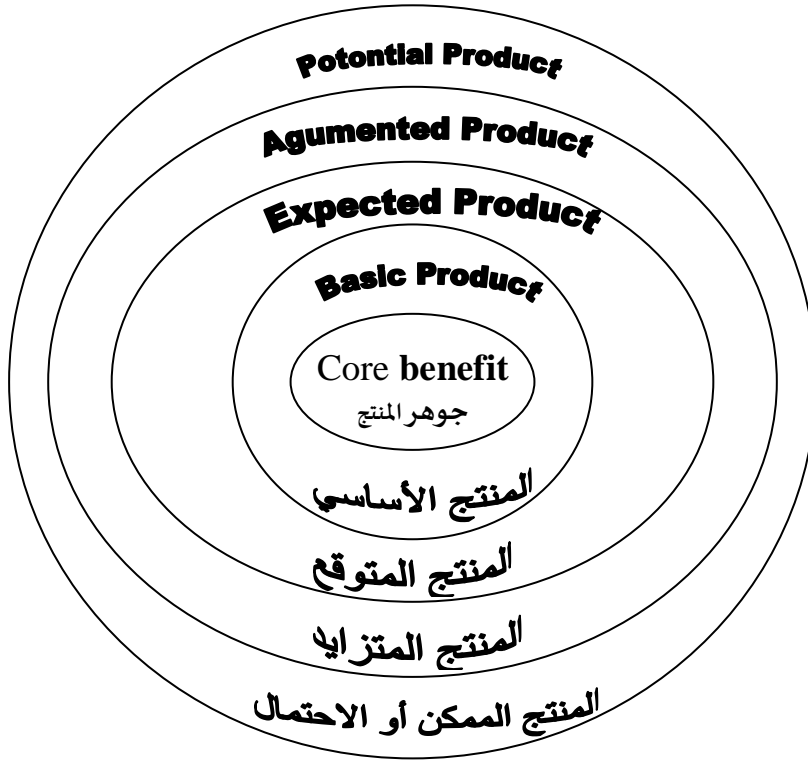 Potontial Product
Agumented Product
Expected Product
Basic Product
Core benefit
جوهر المنتج
المنتج الأساسي
المنتج المتوقع
المنتج المتزايد
المنتج الممكن أو الاحتمال